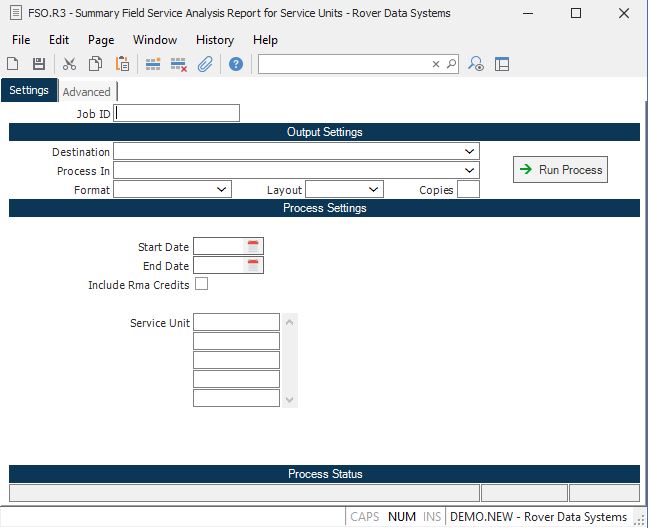 FSO.R3 - Summary Field Service Analysis Report for Service Units - Rover Data Systems
File Edit Page Window History Help
Settings Advanced
Job ID
Output Settings
Destination
Process In
Run Process
Format Layout Copies
Process Settings
Start Date
End Date
Include Rma Credits
Service Unit
Process Status
CAPS NUM INS DEMO.NEW - Rover Data Systems